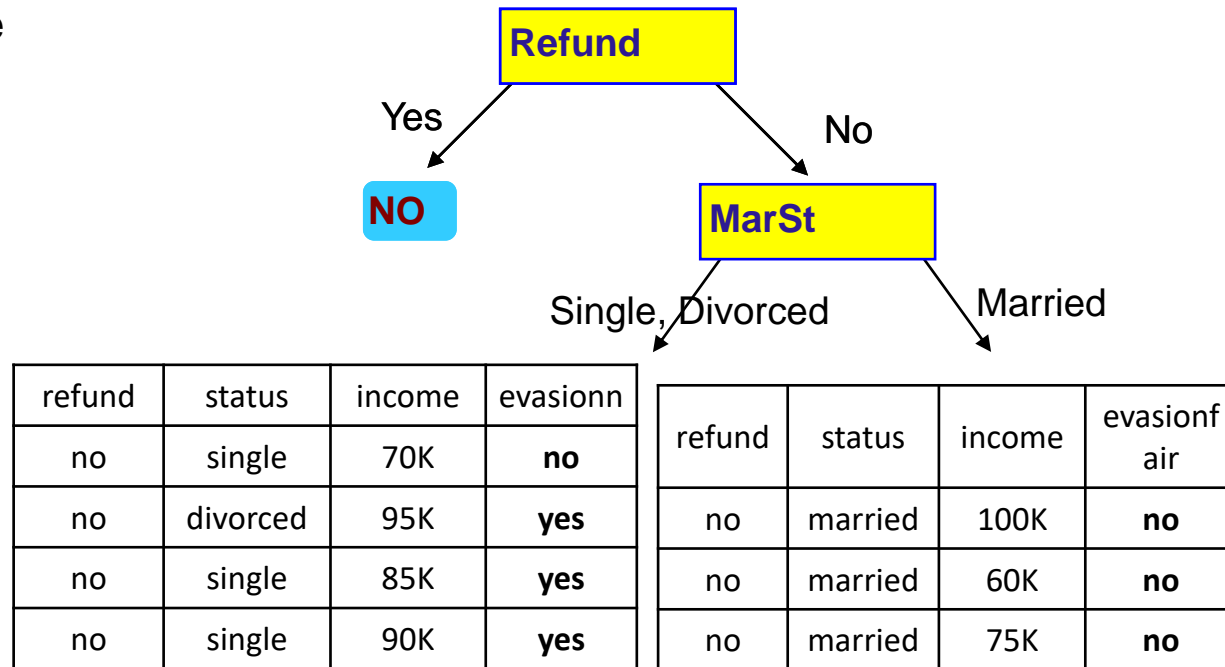 e
Refund
Yes
No
NO
MarSt
Single, Divorced
Married
refund status income evasionn
no single 70K no
no divorced 95K yes
no single 85K yes
no single 90K yes
refund status income evasionf
air
no married 100K no
no married 60K no
no married 75K no